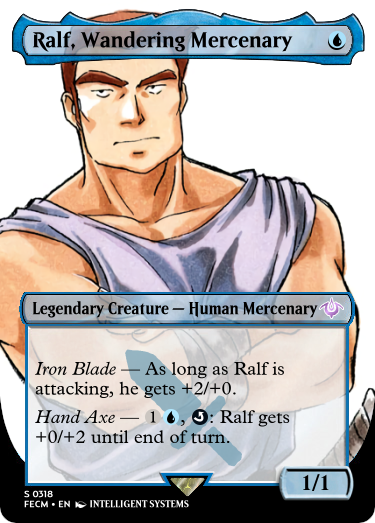 Ralf, Wandering Mercenary
Legendary Creature — Human Mercenary
Iron Blade — As long as Ralf is
attacking, he gets +2/+0.
Hand Axe — 1 , : Ralf gets
+0/+2 until end of turn.
1/1
S 0318
FECM • EN INTELLIGENT SYSTEMS